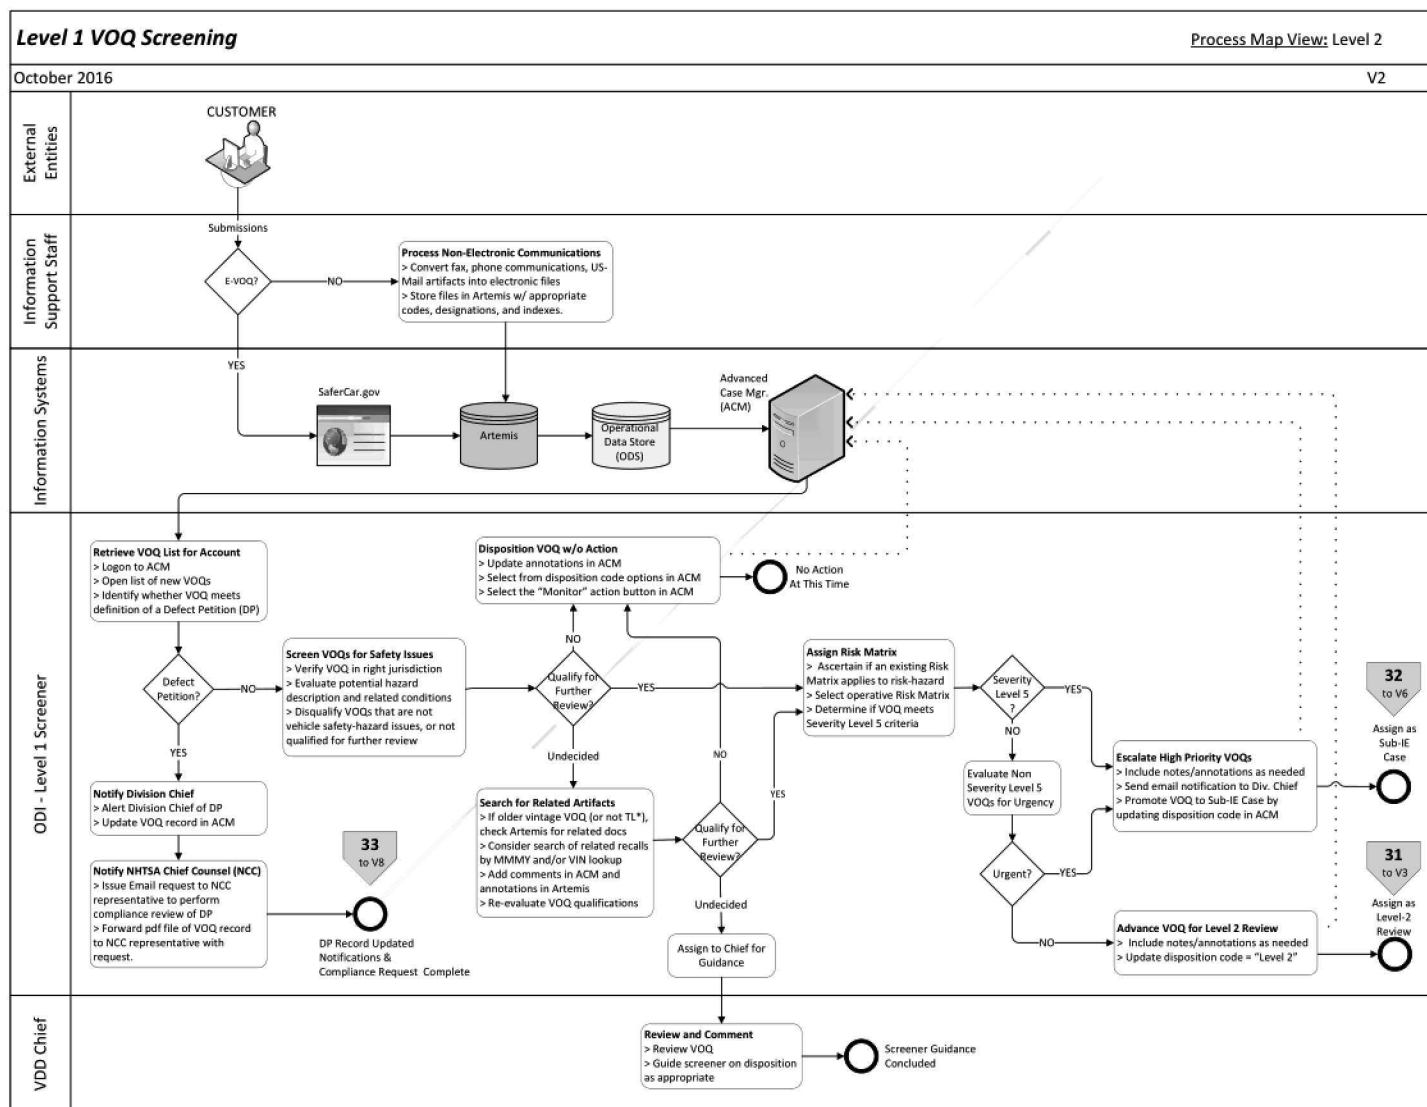 Level 1 VOQ Screening
Process Map View: Level 2
October 2016
V2
External
Entities
CUSTOMER
Information
Support Staff
Submissions
E-VOQ?
NO
YES
Process Non-Electronic Communications
> Convert fax, phone communications, US-
Mail artifacts into electronic files
> Store files in Artemis w/ appropriate
codes, designations, and indexes.
Information Systems
SaferCar.gov
Artemis
Operational
Data Store
(ODS)
Advanced
Case Mgr.
(ACM)
ODI - Level 1 Screener
Retrieve VOQ List for Account
> Logon to ACM
> Open list of new VOQs
> Identify whether VOQ meets
definition of a Defect Petition (DP)
Defect
Petition?
NO
YES
Notify Division Chief
> Alert Division Chief of DP
> Update VOQ record in ACM
Notify NHTSA Chief Counsel (NCC)
> Issue Email request to NCC
representative to perform
compliance review of DP
> Forward pdf file of VOQ record
to NCC representative with
request.
33
to V8
DP Record Updated
Notifications &
Compliance Request Complete
Screen VOQs for Safety Issues
> Verify VOQ in right jurisdiction
> Evaluate potential hazard
description and related conditions
> Disqualify VOQs that are not
vehicle safety-hazard issues, or not
qualified for further review
Disposition VOQ w/o Action
> Update annotations in ACM
> Select from disposition code options in ACM
> Select the “Monitor” action button in ACM
No Action
At This Time
NO
Qualify for
Further
Review?
YES
Undecided
Search for Related Artifacts
> If older vintage VOQ (or not TL*),
check Artemis for related docs
> Consider search of related recalls
by MMMY and/or VIN lookup
> Add comments in ACM and
annotations in Artemis
> Re-evaluate VOQ qualifications
Qualify for
Further
Review?
NO
YES
Undecided
Assign to Chief for
Guidance
Assign Risk Matrix
> Ascertain if an existing Risk
Matrix applies to risk-hazard
> Select operative Risk Matrix
> Determine if VOQ meets
Severity Level 5 criteria
Severity
Level 5
?
YES
NO
Evaluate Non
Severity Level 5
VOQs for Urgency
Urgent?
YES
NO
Escalate High Priority VOQs
> Include notes/annotations as needed
> Send email notification to Div. Chief
> Promote VOQ to Sub-IE Case by
updating disposition code in ACM
32
to V6
Assign as
Sub-IE
Case
31
to V3
Assign as
Level-2
Review
Advance VOQ for Level 2 Review
> Include notes/annotations as needed
> Update disposition code = “Level 2”
VDD Chief
Review and Comment
> Review VOQ
> Guide screener on disposition
as appropriate
Screener Guidance
Concluded